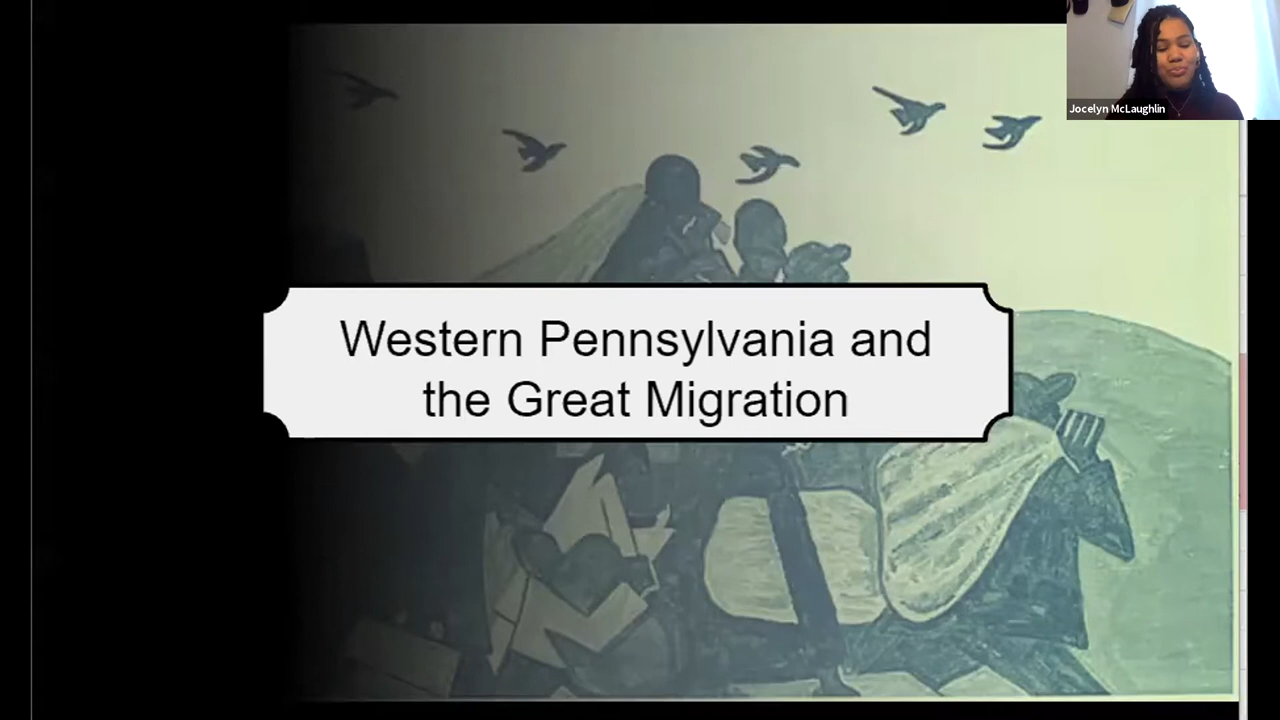 Jocelyn McLaughlin
Western Pennsylvania and
the Great Migration